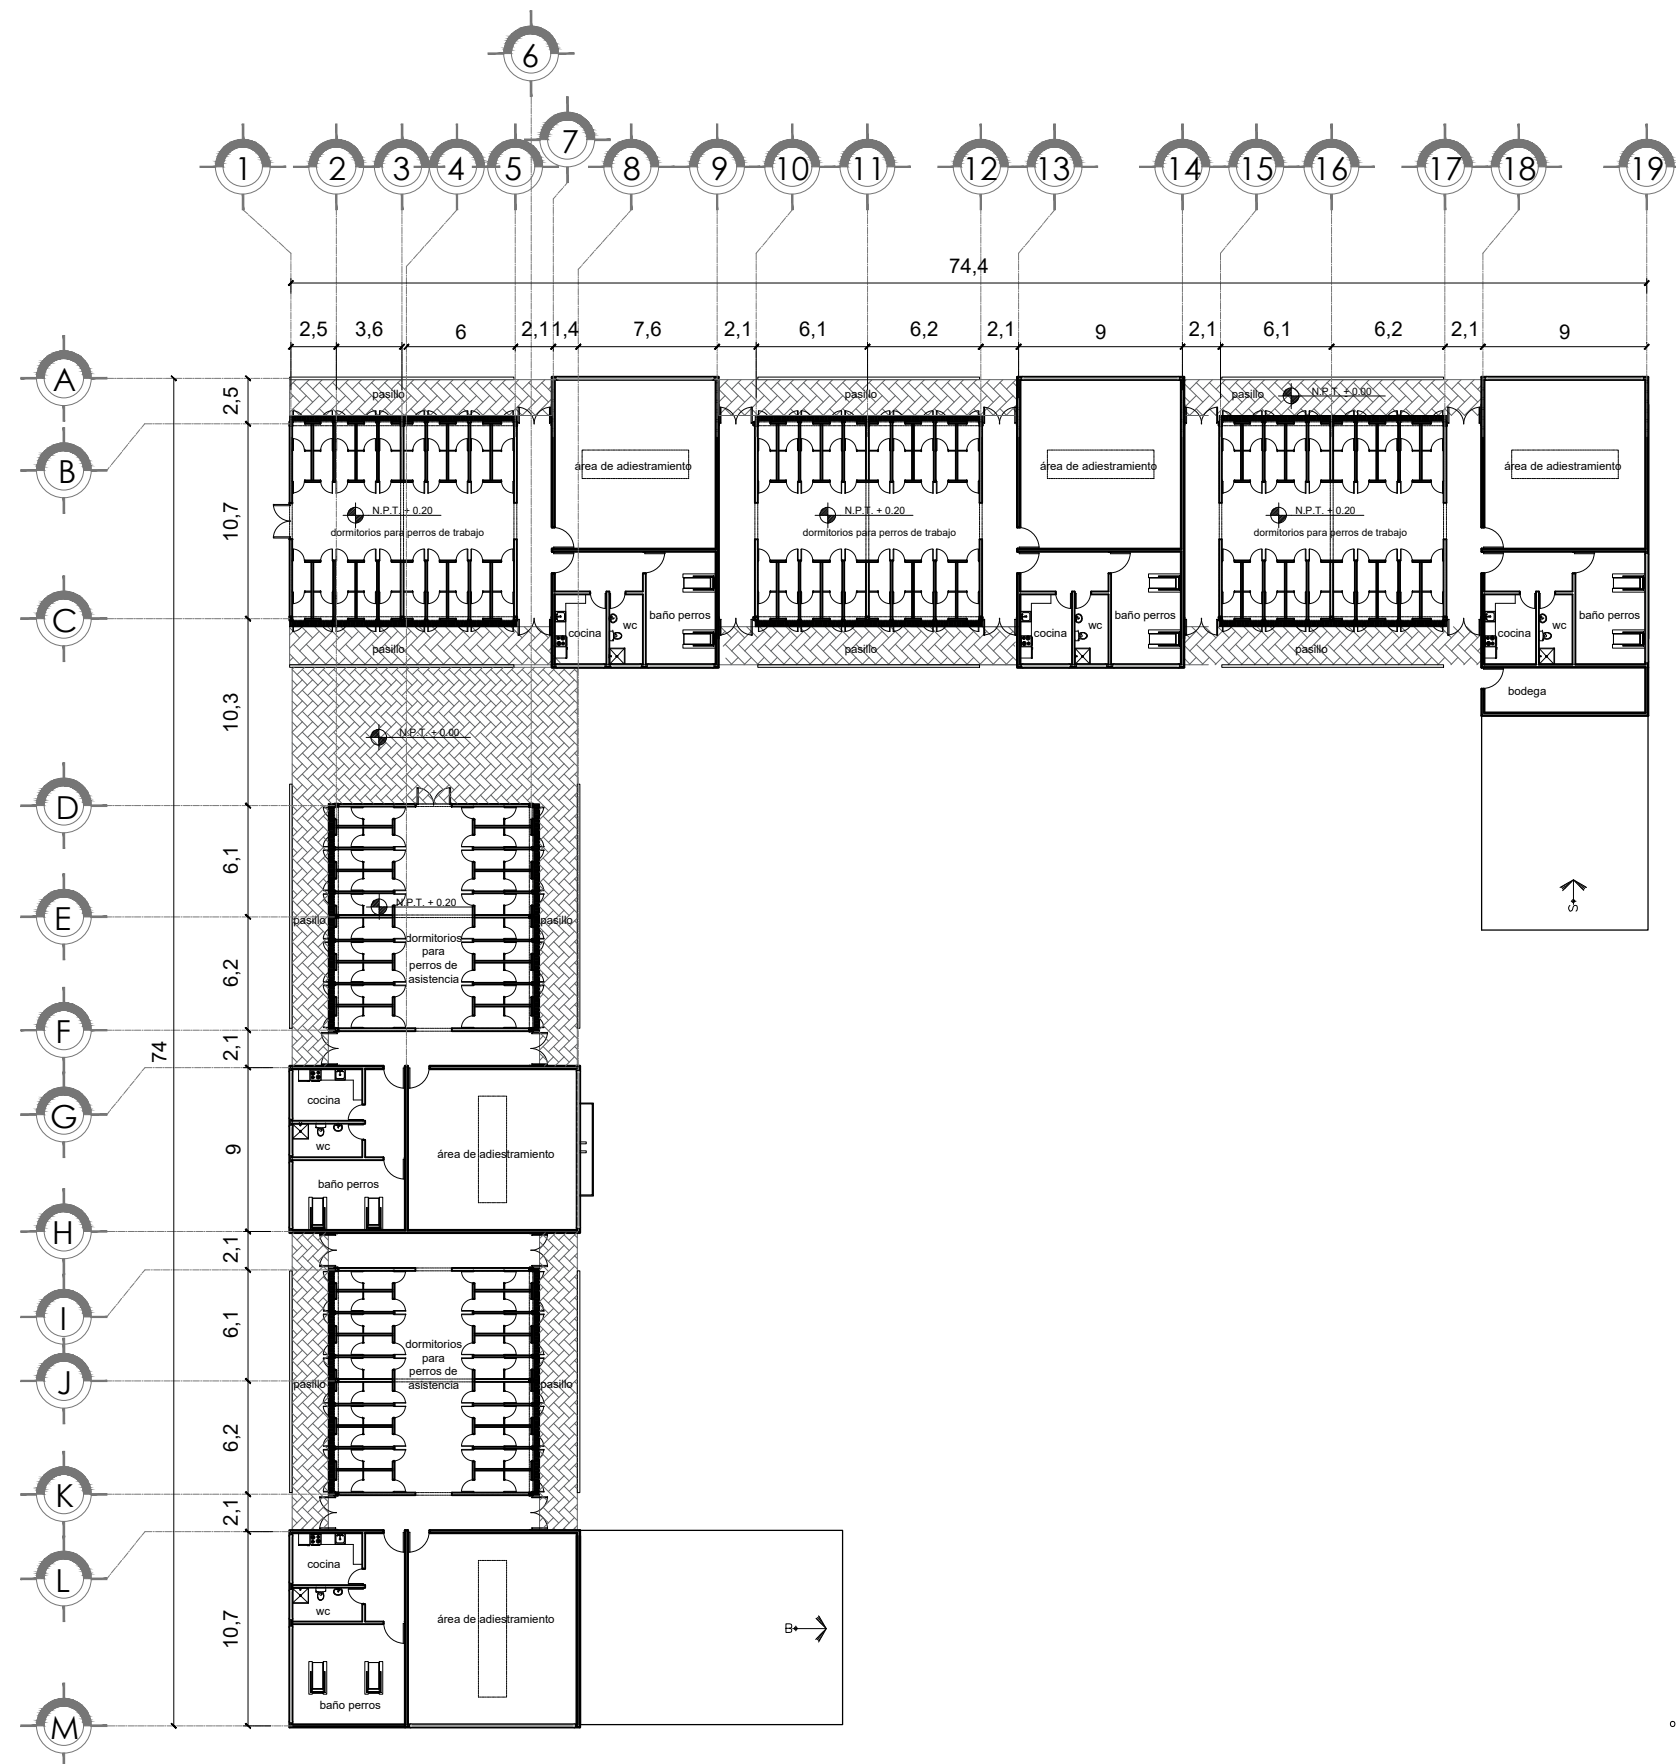 6
7
1 2 3 4 5 8 9 10 11 12 13 14 15 16 17 18 19
74,4
2,5 3,6 6 2,1 1,4 7,6 2,1 6,1 6,2 2,1 9 2,1 6,1 6,2 2,1 9
A
2,5
pasillo
pasillo
pasillo
N.P.T. + 0.00
B
área de adiestramiento
área de adiestramiento
área de adiestramiento
10,7
N.P.T. + 0.20
dormitorios para perros de trabajo
N.P.T. + 0.20
dormitorios para perros de trabajo
N.P.T. + 0.20
dormitorios para perros de trabajo
C
cocina
wc
baño perros
cocina
wc
baño perros
cocina
wc
baño perros
pasillo
pasillo
pasillo
bodega
10,3
N.P.T. + 0.00
D
6,1
E
N.P.T. + 0.20
pasillo
pasillo
dormitorios
para
perros de
asistencia
S
6,2
F
74
2,1
G
cocina
wc
área de adiestramiento
9
baño perros
H
2,1
I
6,1
dormitorios
para
perros de
asistencia
J
pasillo
pasillo
6,2
K
2,1
L
cocina
wc
área de adiestramiento
10,7
B
baño perros
M